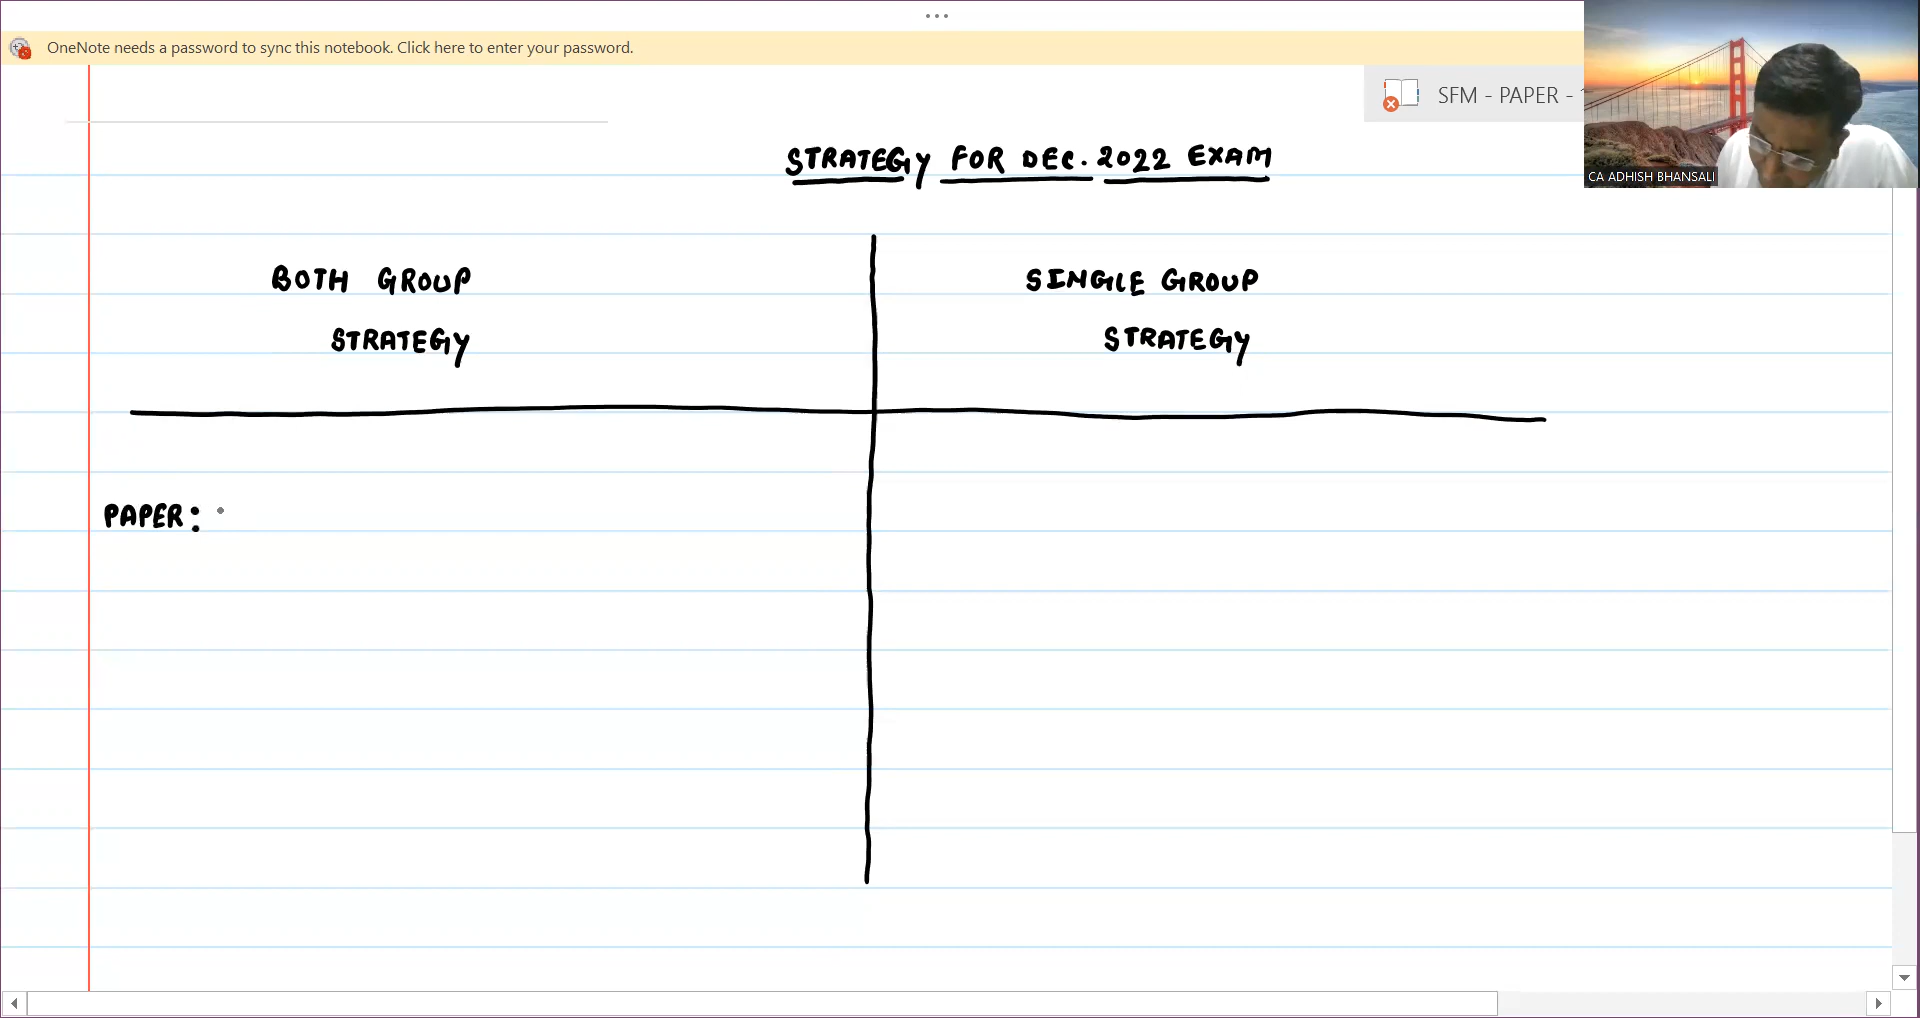 OneNote needs a password to sync this notebook. Click here to enter your password.
SFM - PAPER -
CA ADHISH BHANSALI
STRATEGY FOR DEC. 2022 EXAM
BOTH GROUP
STRATEGY
SINGLE GROUP
STRATEGY
PAPER: